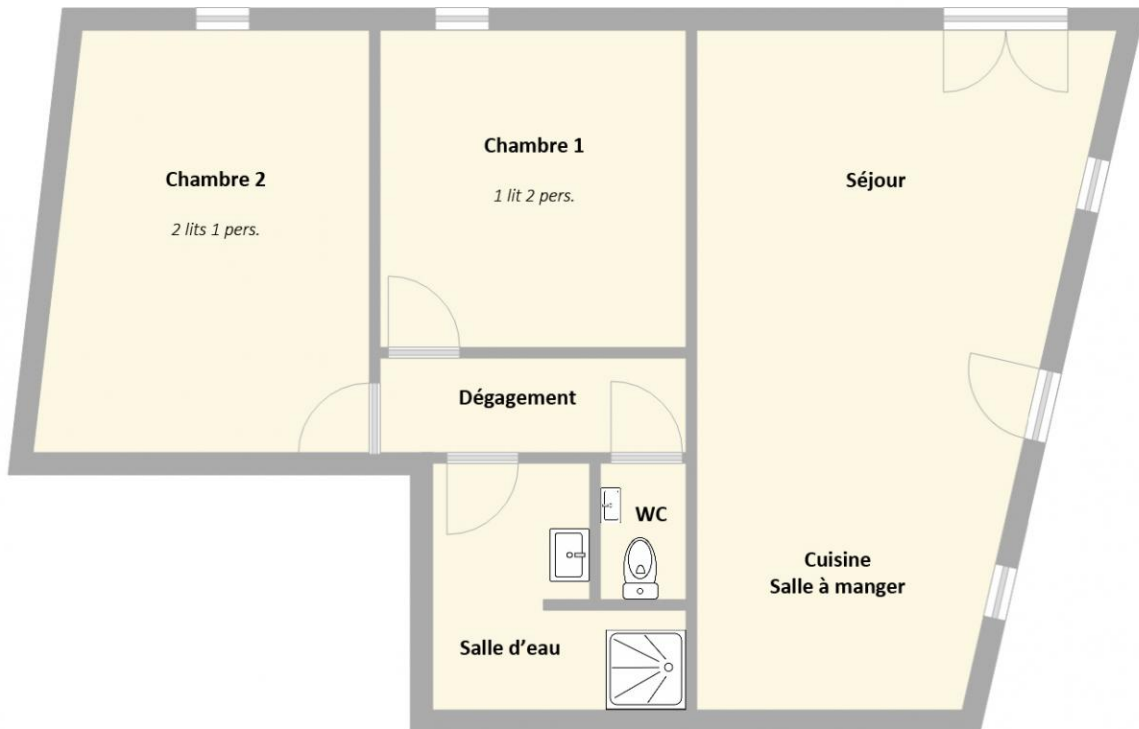 Chambre 2
2 lits 1 pers.
Chambre 1
1 lit 2 pers.
Séjour
Dégagement
WC
Cuisine
Salle à manger
Salle d’eau